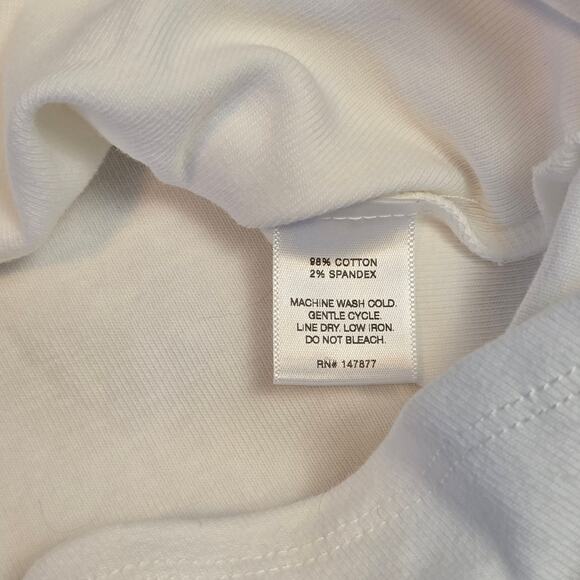 98% COTTON
2% SPANDEX
MACHINE WASH COLD.
GENTLE CYCLE.
LINE DRY. LOW IRON.
DO NOT BLEACH.
RN# 147877